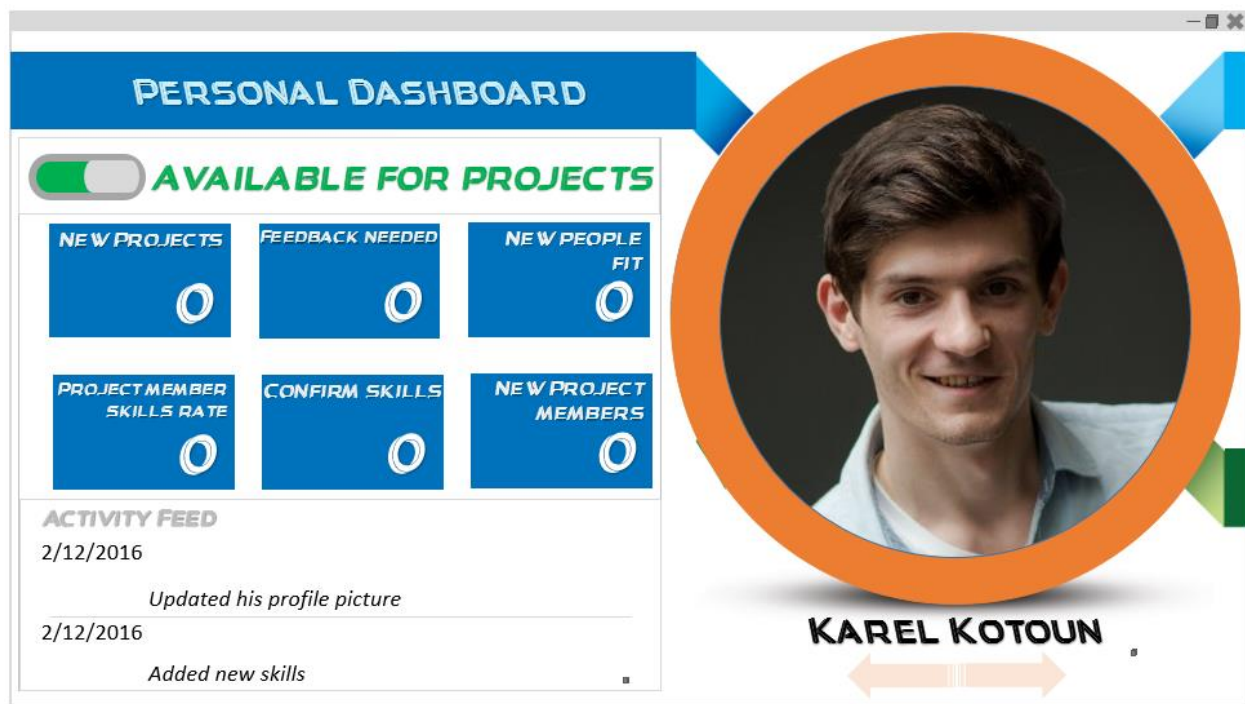 PERSONAL DASHBOARD
AVAILABLE FOR PROJECTS
NEW PROJECTS
0
FEEDBACK NEEDED
0
NEW PEOPLE
FIT
0
PROJECT MEMBER
SKILLS RATE
0
CONFIRM SKILLS
0
NEW PROJECT
MEMBERS
0
ACTIVITY FEED
2/12/2016
Updated his profile picture
2/12/2016
Added new skills
KAREL KOTOUN